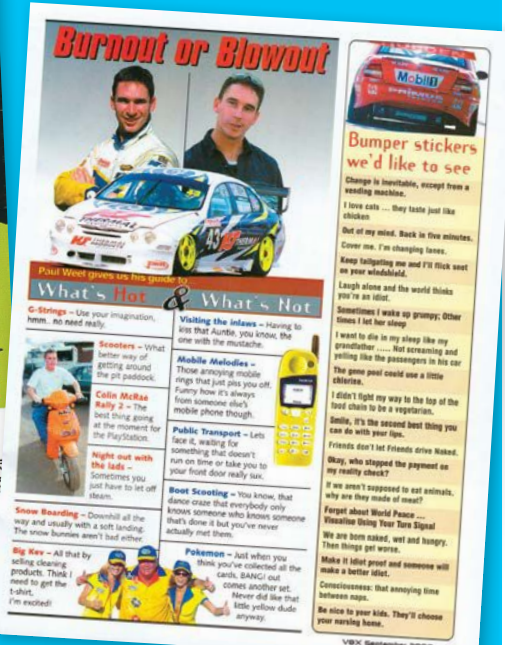 Burnout or Blowout
43
Paul Weel gives us his guide to
What's Hot & What's Not
G-Strings – Use your imagination,
hmm.. no need really.
Scooters – What
better way of
getting around
the pit paddock.
Colin McRae
Rally 2 – The
best thing going
at the moment for
the PlayStation.
Night out with
the lads –
Sometimes you
just have to let off
steam.
Snow Boarding – Downhill all the
way and usually with a soft landing.
The snow bunnies aren't bad either.
Big Kev – All that by
selling cleaning
products. Think I
need to get the
t-shirt,
I'm excited!
Visiting the inlaws – Having to
kiss that Auntie, you know, the
one with the mustache.
Mobile Melodies –
Those annoying mobile
rings that just piss you off.
Funny how it's always
from someone else's
mobile phone though.
Public Transport – Lets
face it, waiting for
something that doesn't
run on time or take you to
your front door really sux.
Boot Scooting – You know, that
dance craze that everybody only
knows someone who knows someone
that's done it but you've never
actually met them.
Pokemon – Just when you
think you've collected all the
cards, BANG! out
comes another set.
Never did like that
little yellow dude
anyway.
Mobil 1
PRIMUS
Bumper stickers
we'd like to see
Change is inevitable, except from a
vending machine.
I love cats ... they taste just like
chicken
Out of my mind. Back in five minutes.
Cover me. I'm changing lanes.
Keep tailgating me and I'll flick snot
on your windshield.
Laugh alone and the world thinks
you're an idiot.
Sometimes I wake up grumpy; Other
times I let her sleep
I want to die in my sleep like my
grandfather ..... Not screaming and
yelling like the passengers in his car
The gene pool could use a little
chlorine.
I didn't fight my way to the top of the
food chain to be a vegetarian.
Smile, it's the second best thing you
can do with your lips.
Friends don't let Friends drive Naked.
Okay, who stopped the payment on
my reality check?
If we aren't supposed to eat animals,
why are they made of meat?
Forget about World Peace ...
Visualise Using Your Turn Signal
We are born naked, wet and hungry.
Then things get worse.
Make it idiot proof and someone will
make a better idiot.
Consciousness: that annoying time
between naps.
Be nice to your kids. They'll choose
your nursing home.
VBX September